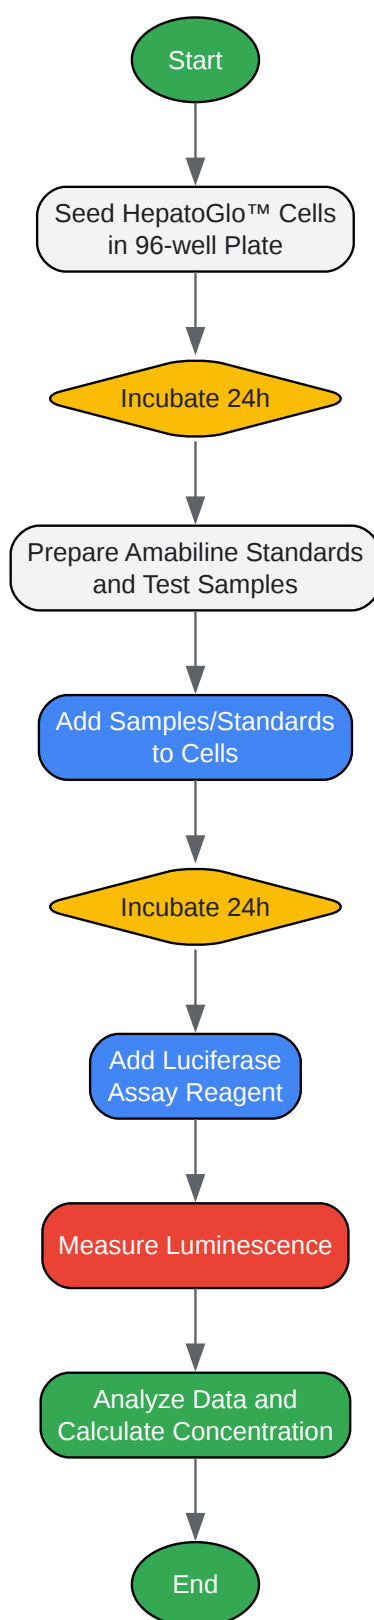 Start
Seed HepatoGlo™ Cells
in 96-well Plate
Incubate 24h
Prepare Amabiline Standards
and Test Samples
Add Samples/Standards
to Cells
Incubate 24h
Add Luciferase
Assay Reagent
Measure Luminescence
Analyze Data and
Calculate Concentration
End